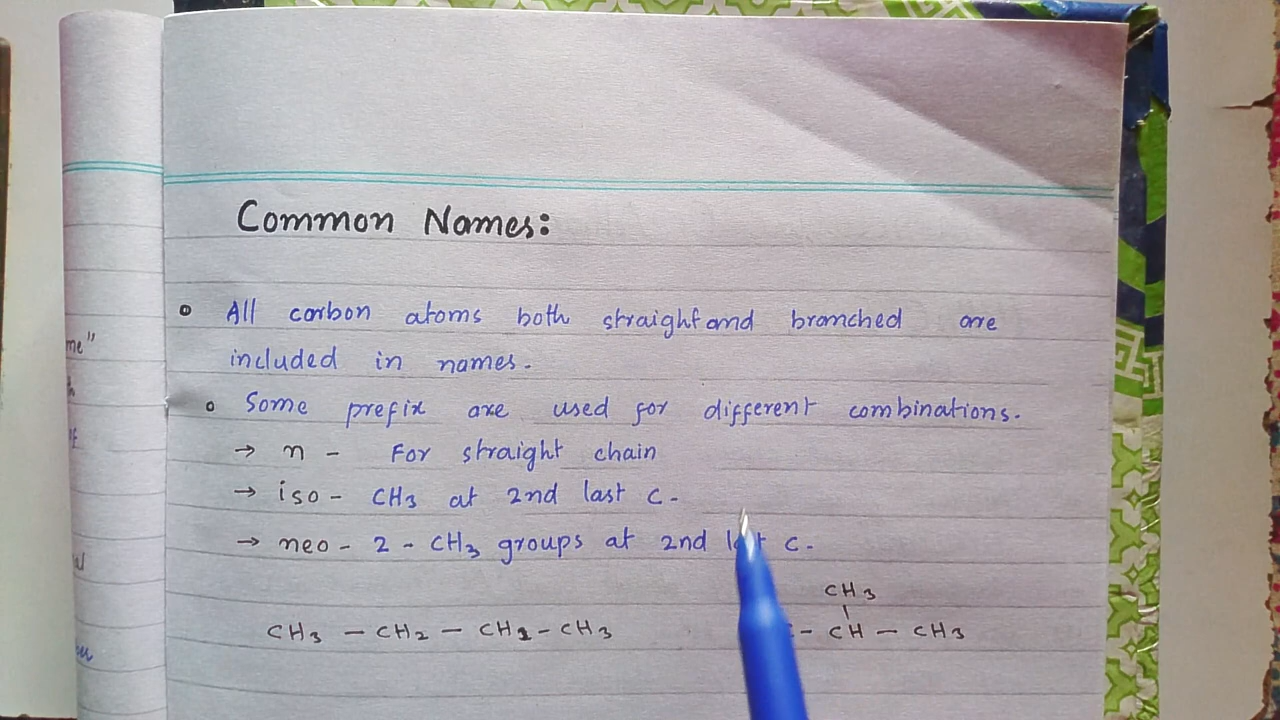 Common Names:
me"
All carbon atoms both straight and branched are
included in names.
Some prefix are used for different combinations.
→ n - For straight chain
→ iso - CH3 at 2nd last C.
→ neo - 2 - CH3 groups at 2nd C.
CH3
CH3 - CH2 - CH2 - CH3
- CH - CH3